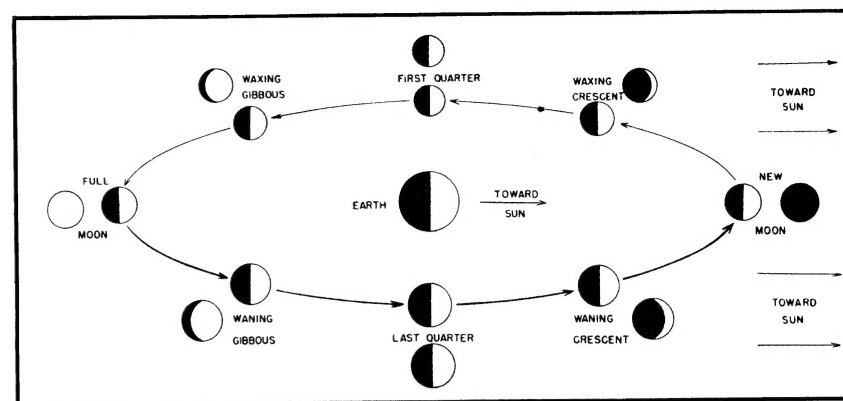 WAXING
GIBBOUS
FIRST QUARTER
WAXING
CRESCENT
TOWARD
SUN
FULL
MOON
EARTH
TOWARD
SUN
NEW
MOON
WANING
GIBBOUS
LAST QUARTER
WANING
CRESCENT
TOWARD
SUN